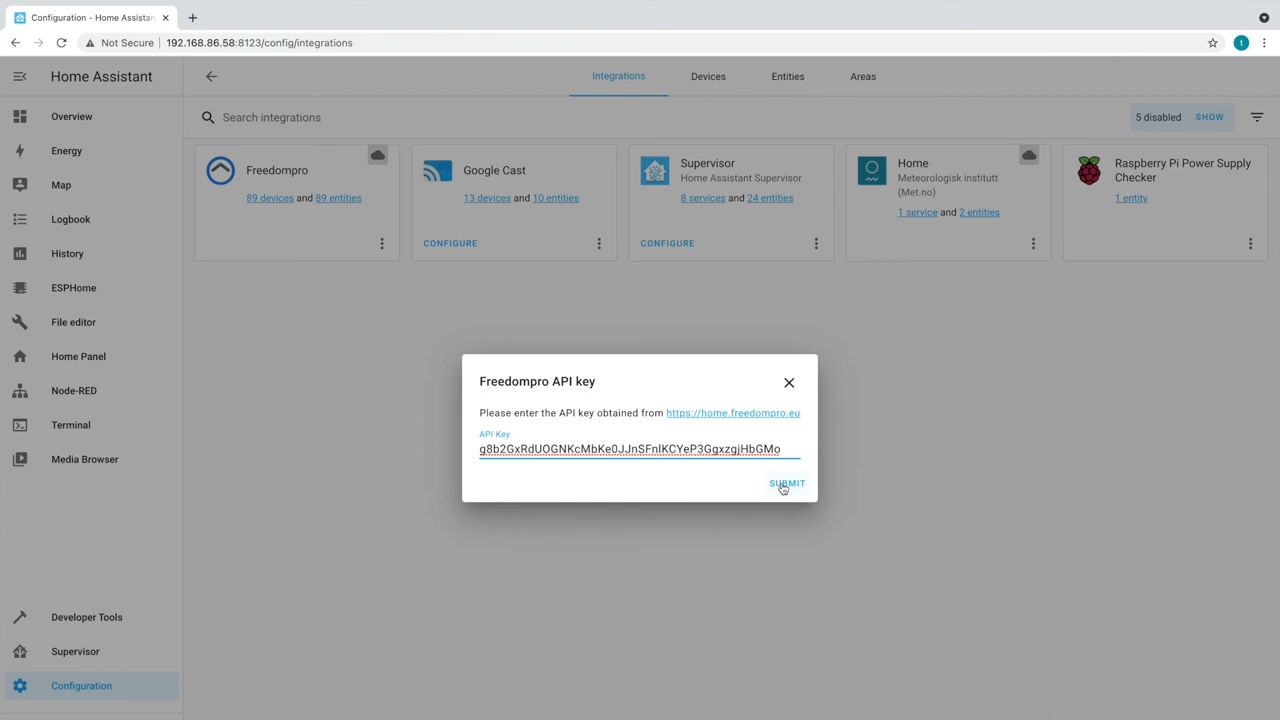 Configuration - Home Assistan
Not Secure
192.168.86.58:8123/config/integrations
t
Home Assistant
Integrations
Devices
Entities
Areas
Overview
Energy
Map
Logbook
History
ESPHome
File editor
Home Panel
Node-RED
Terminal
Media Browser
Developer Tools
Supervisor
Configuration
Search integrations
5 disabled
SHOW
Freedompro
89 devices and 89 entities
Google Cast
13 devices and 10 entities
CONFIGURE
Supervisor
Home Assistant Supervisor
8 services and 24 entities
CONFIGURE
Home
Meteorologisk institutt
(Met.no)
1 service and 2 entities
Raspberry Pi Power Supply
Checker
1 entity
Freedompro API key
Please enter the API key obtained from https://home.freedompro.eu
API Key
g8b2GxRdUOGNKcMbKe0JJnSFnlKCYeP3GgxzgjHbGMo
SUBMIT